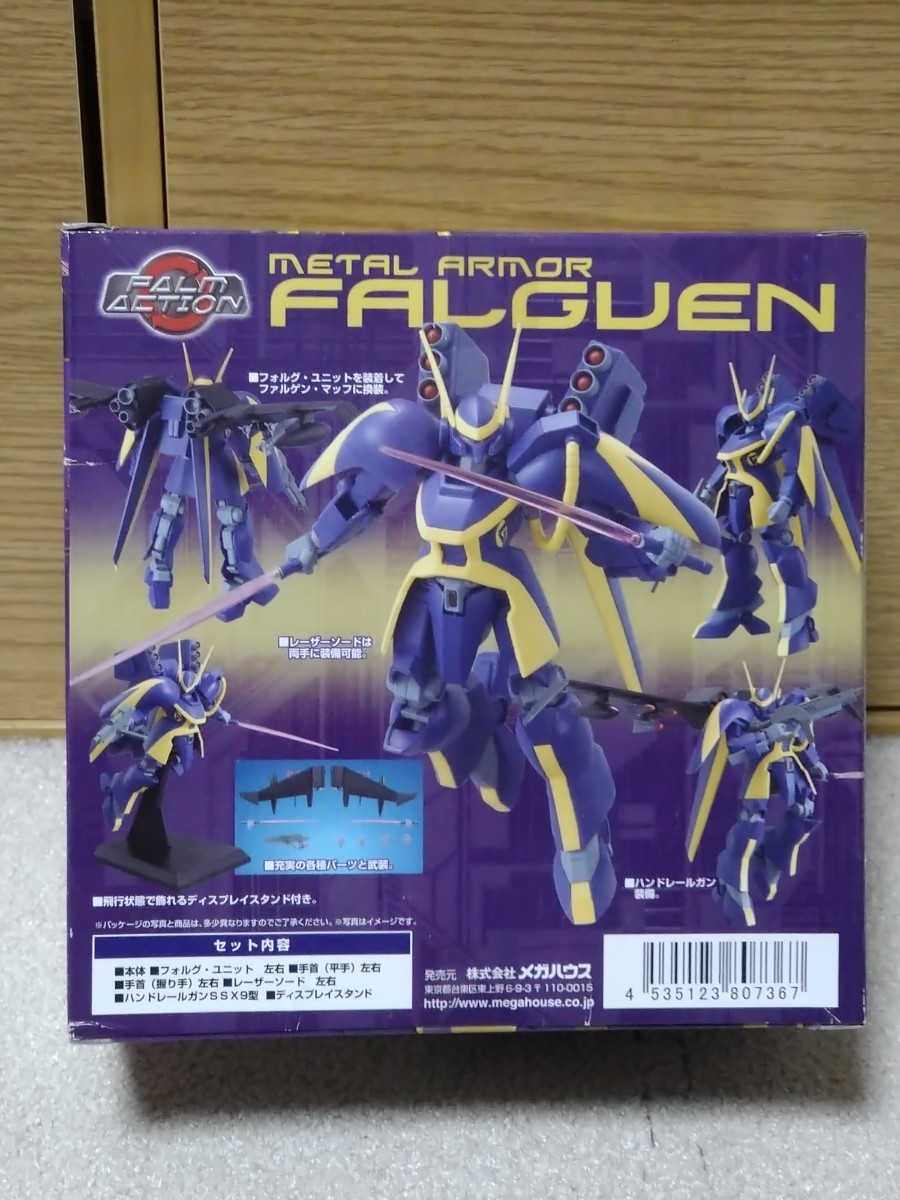 PALM
ACTION
METAL ARMOR
FALGUEN
■フォルグ・ユニットを装着して
ファルゲン・マッフに換装。
■レーザーソードは
両手に装備可能。
■充実の各種パーツと武装。
■ハンドレールガン
装備。
■飛行状態で飾れるディスプレイスタンド付き。
※パッケージの写真と商品は、多少異なりますのでご了承ください。※写真はイメージです。
セット内容
■本体 ■フォルグ・ユニット 左右 ■手首（平手）左右
■手首（握り手）左右 ■レーザーソード 左右
■ハンドレールガンSSX9型 ■ディスプレイスタンド
発売元 株式会社 メガハウス
東京都台東区東上野6-9-3 〒110-0015
http://www.megahouse.co.jp
4 535123 807367